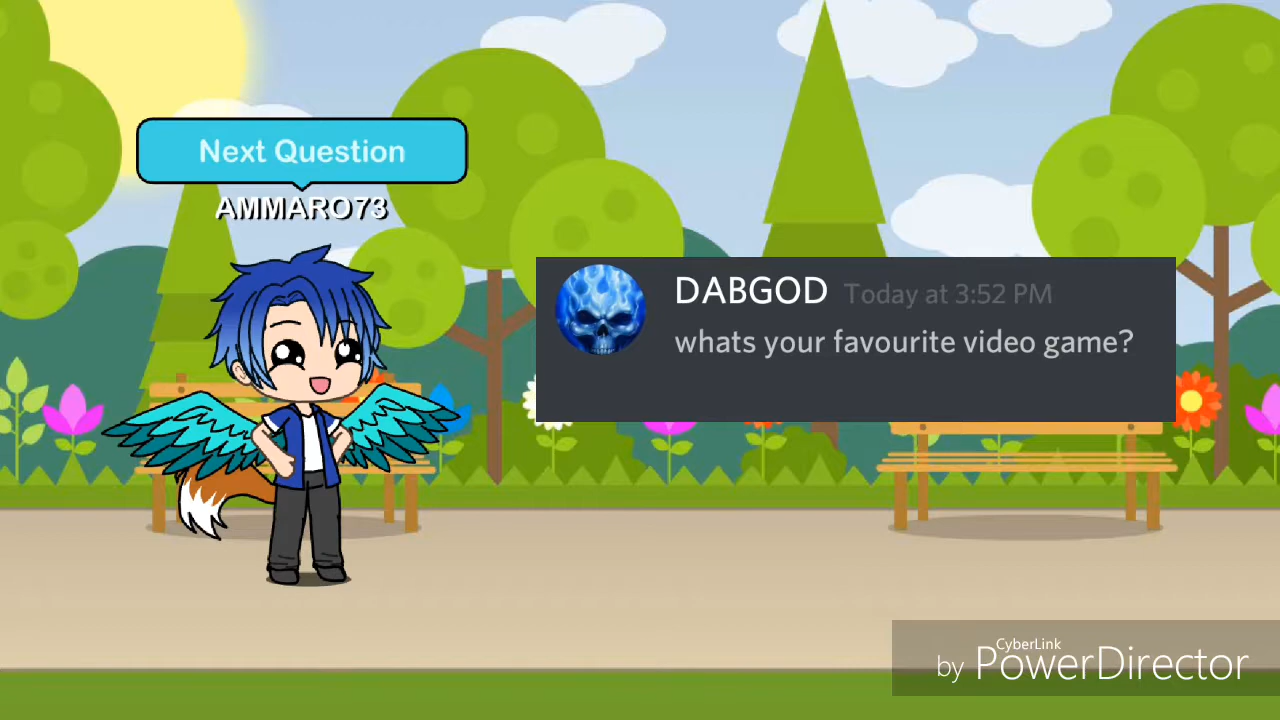 Next Question
AMMARO73
DABGOD Today at 3:52 PM
whats your favourite video game?
CyberLink
by PowerDirector